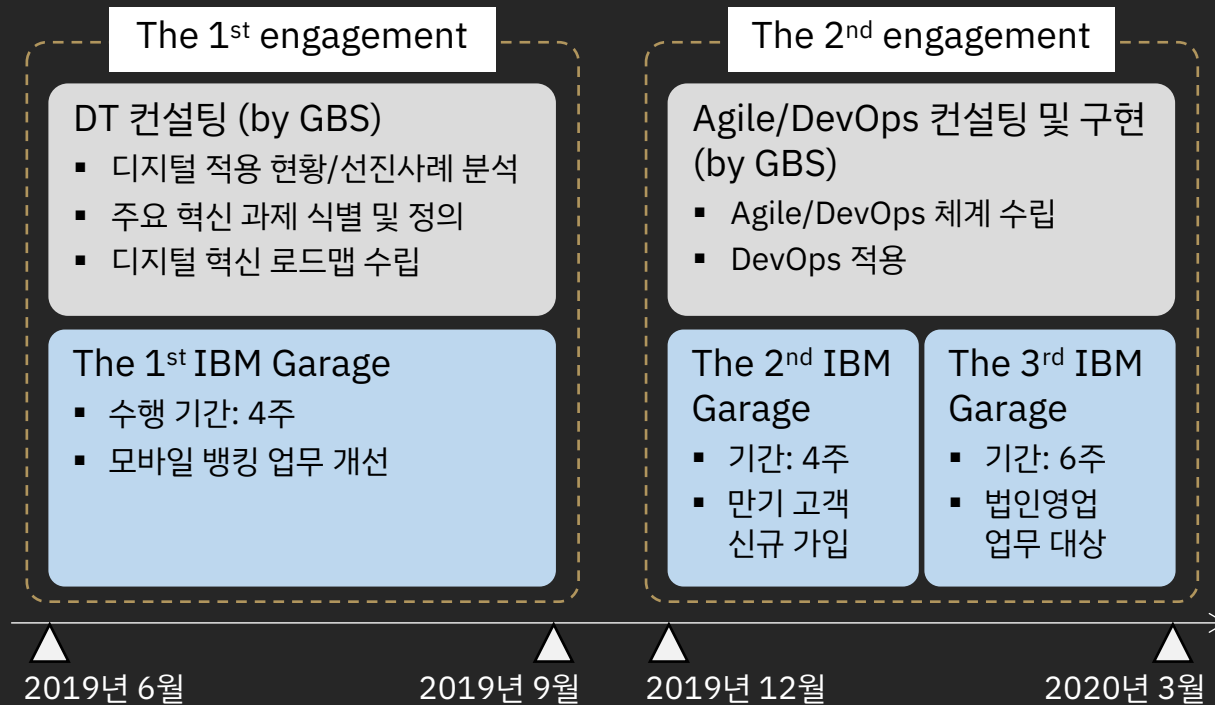 The 1st engagement
DT 컨설팅 (by GBS)
▪ 디지털 적용 현황/선진사례 분석
▪ 주요 혁신 과제 식별 및 정의
▪ 디지털 혁신 로드맵 수립
The 1st IBM Garage
▪ 수행 기간: 4주
▪ 모바일 뱅킹 업무 개선
The 2nd engagement
Agile/DevOps 컨설팅 및 구현
(by GBS)
▪ Agile/DevOps 체계 수립
▪ DevOps 적용
The 2nd IBM
Garage
▪ 기간: 4주
▪ 만기 고객
신규 가입
The 3rd IBM
Garage
▪ 기간: 6주
▪ 법인영업
업무 대상
2019년 6월
2019년 9월
2019년 12월
2020년 3월